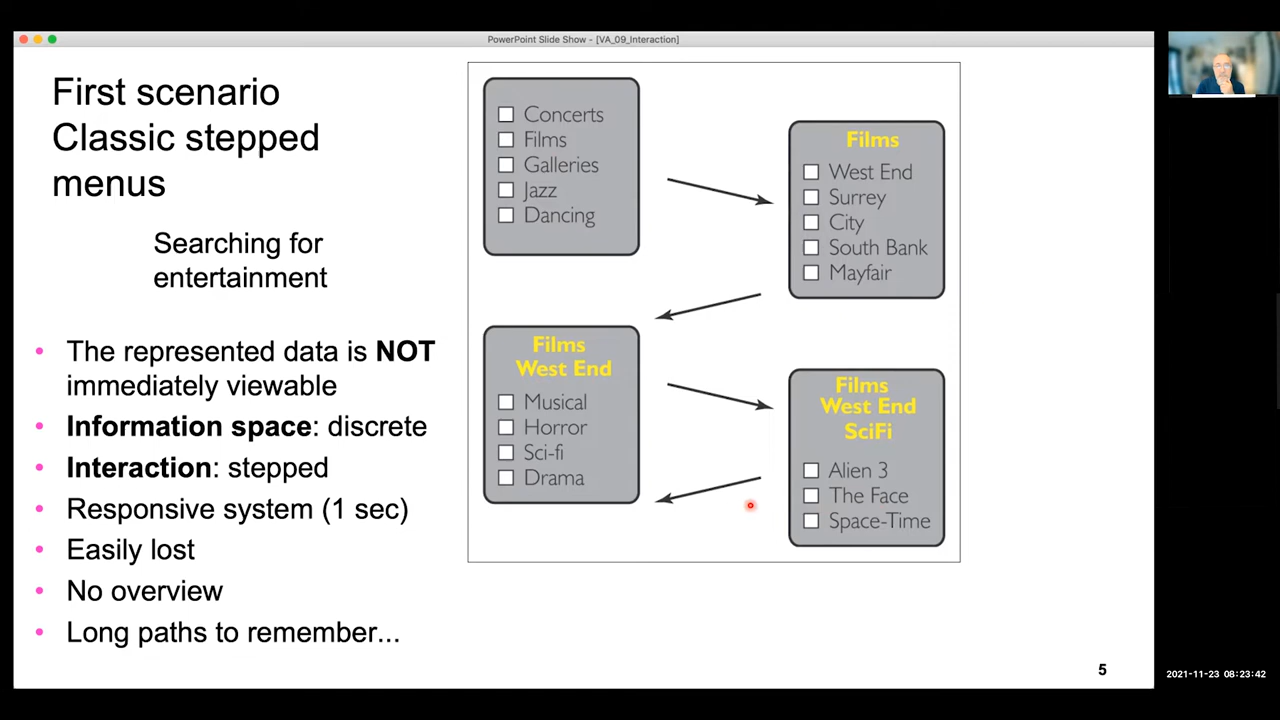 PowerPoint Slide Show - [VA_09_Interaction]
First scenario
Classic stepped
menus
Searching for
entertainment
• The represented data is NOT
immediately viewable
• Information space: discrete
• Interaction: stepped
• Responsive system (1 sec)
• Easily lost
• No overview
• Long paths to remember...
Concerts
Films
Galleries
Jazz
Dancing
Films
West End
Surrey
City
South Bank
Mayfair
Films
West End
Musical
Horror
Sci-fi
Drama
Films
West End
SciFi
Alien 3
The Face
Space-Time
5
2021-11-23 08:23:42